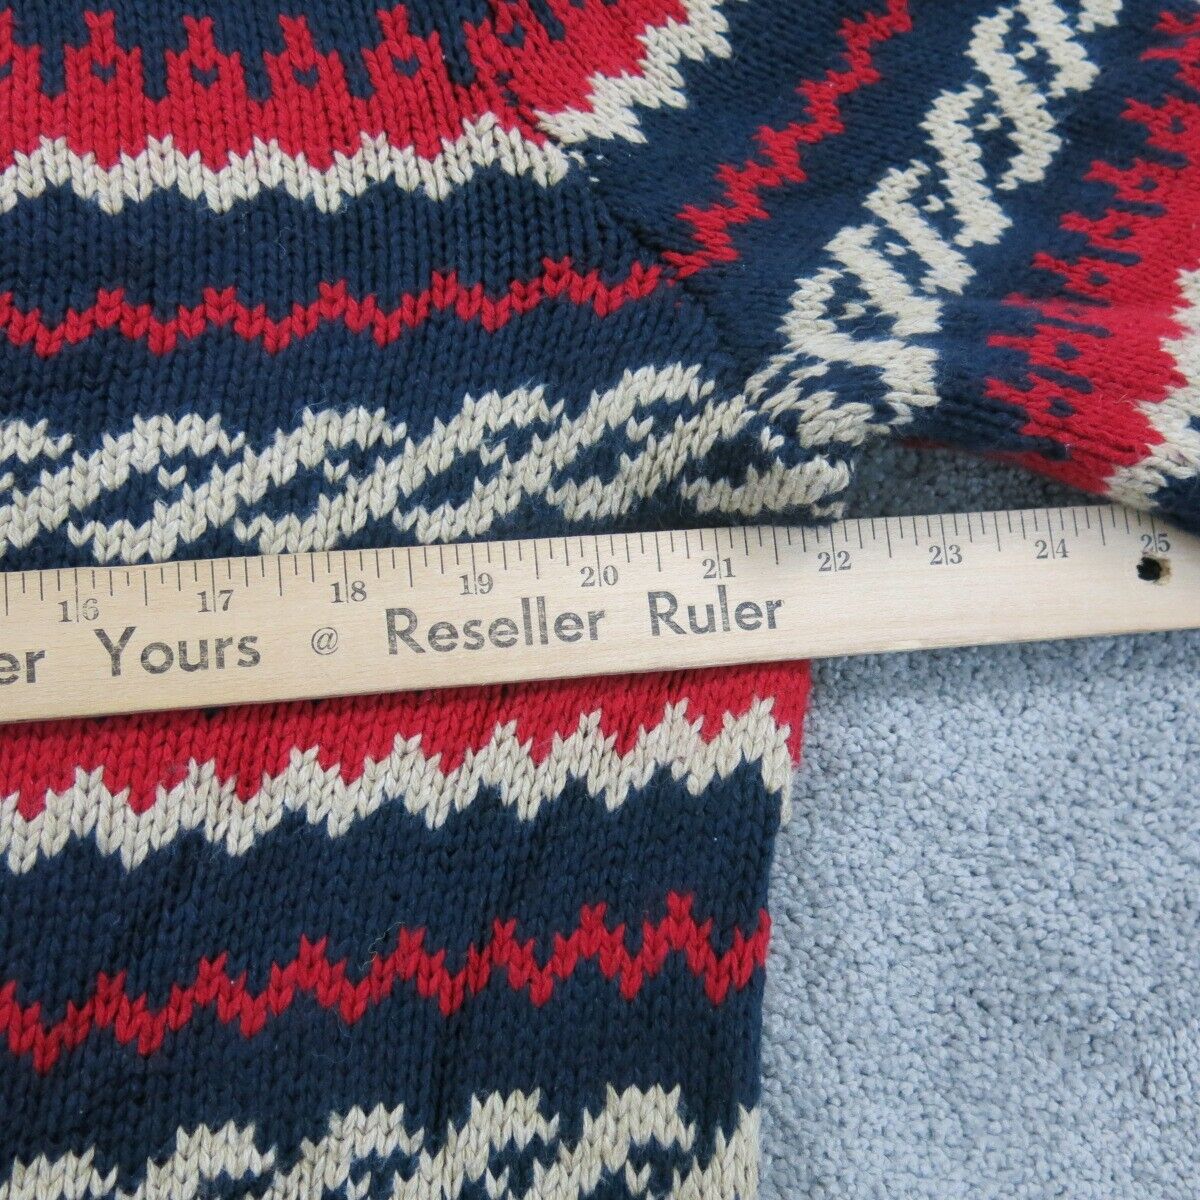 16 17 18 19 20 21 22 23 24 25
er Yours @ Reseller Ruler